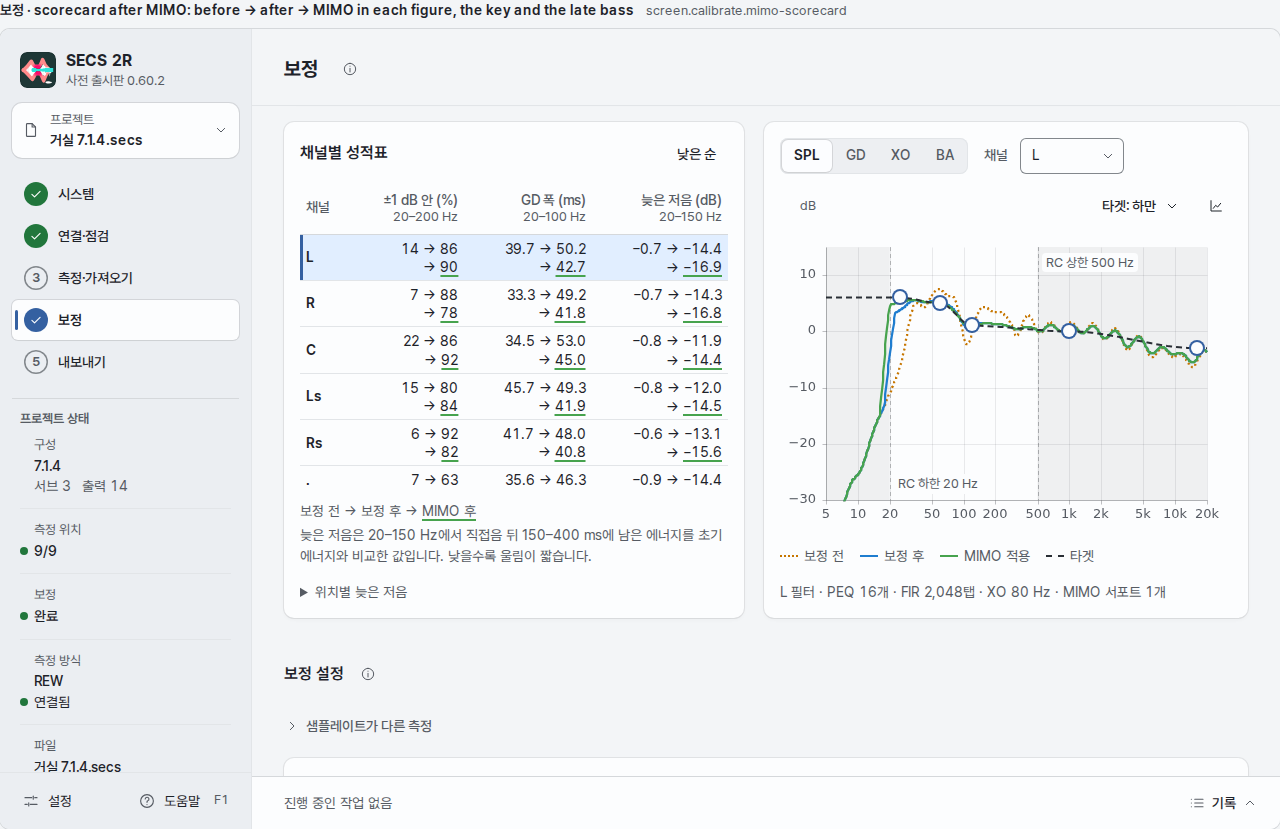 보정 · scorecard after MIMO: before → after → MIMO in each figure, the key and the late bass screen.calibrate.mimo-scorecard
SECS 2R
사전 출시판 0.60.2
프로젝트
거실 7.1.4.secs
시스템
연결·점검
3 측정·가져오기
보정
5 내보내기
프로젝트 상태
구성
7.1.4
서브 3 출력 14
측정 위치
9/9
보정
완료
측정 방식
REW
연결됨
파일
거실 7.1.4.secs
설정 도움말 F1
보정
채널별 성적표 낮은 순
채널 ±1 dB 안 (%) GD 폭 (ms) 늦은 저음 (dB)
20–200 Hz 20–100 Hz 20–150 Hz
L 14 → 86 39.7 → 50.2 −0.7 → −14.4
→ 90 → 42.7 → −16.9
R 7 → 88 33.3 → 49.2 −0.7 → −14.3
→ 78 → 41.8 → −16.8
C 22 → 86 34.5 → 53.0 −0.8 → −11.9
→ 92 → 45.0 → −14.4
Ls 15 → 80 45.7 → 49.3 −0.8 → −12.0
→ 84 → 41.9 → −14.5
Rs 6 → 92 41.7 → 48.0 −0.6 → −13.1
→ 82 → 40.8 → −15.6
7 → 63 35.6 → 46.3 −0.9 → −14.4
보정 전 → 보정 후 → MIMO 후
늦은 저음은 20–150 Hz에서 직접음 뒤 150–400 ms에 남은 에너지를 초기
에너지와 비교한 값입니다. 낮을수록 울림이 짧습니다.
▶ 위치별 늦은 저음
SPL GD XO BA 채널 L
dB 타겟: 하만
RC 상한 500 Hz
10
0
−10
−20
−30
RC 하한 20 Hz
5 10 20 50 100 200 500 1k 2k 5k 10k 20k
보정 전 보정 후 MIMO 적용 타겟
L 필터 · PEQ 16개 · FIR 2,048탭 · XO 80 Hz · MIMO 서포트 1개
보정 설정
샘플레이트가 다른 측정
진행 중인 작업 없음 기록